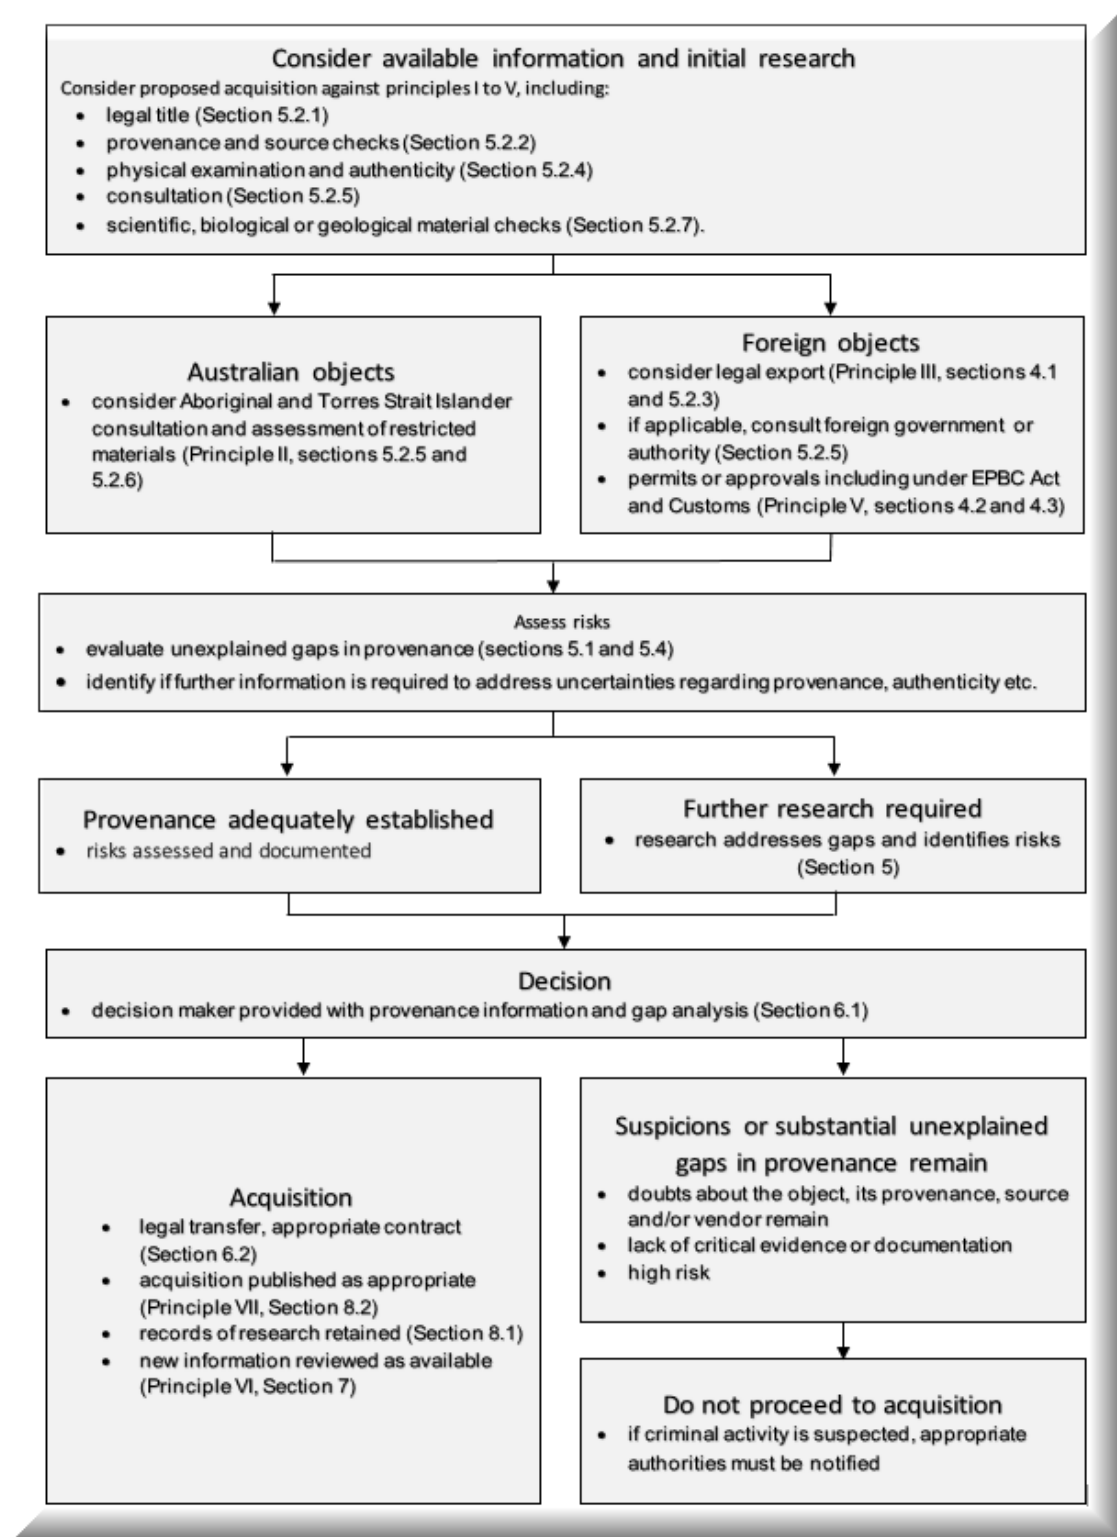 Consider available information and initial research
Consider proposed acquisition against principles I to V, including:
• legal title (Section 5.2.1)
• provenance and source checks (Section 5.2.2)
• physical examination and authenticity (Section 5.2.4)
• consultation (Section 5.2.5)
• scientific, biological or geological material checks (Section 5.2.7).
Australian objects
• consider Aboriginal and Torres Strait Islander
consultation and assessment of restricted
materials (Principle II, sections 5.2.5 and
5.2.6)
Foreign objects
• consider legal export (Principle III, sections 4.1
and 5.2.3)
• if applicable, consult foreign government or
authority (Section 5.2.5)
• permits or approvals including under EPBC Act
and Customs (Principle V, sections 4.2 and 4.3)
Assess risks
• evaluate unexplained gaps in provenance (sections 5.1 and 5.4)
• identify if further information is required to address uncertainties regarding provenance, authenticity etc.
Provenance adequately established
• risks assessed and documented
Further research required
• research addresses gaps and identifies risks
(Section 5)
Decision
• decision maker provided with provenance information and gap analysis (Section 6.1)
Acquisition
• legal transfer, appropriate contract
(Section 6.2)
• acquisition published as appropriate
(Principle VII, Section 8.2)
• records of research retained (Section 8.1)
• new information reviewed as available
(Principle VI, Section 7)
Suspicions or substantial unexplained
gaps in provenance remain
• doubts about the object, its provenance, source
and/or vendor remain
• lack of critical evidence or documentation
• high risk
Do not proceed to acquisition
• if criminal activity is suspected, appropriate
authorities must be notified